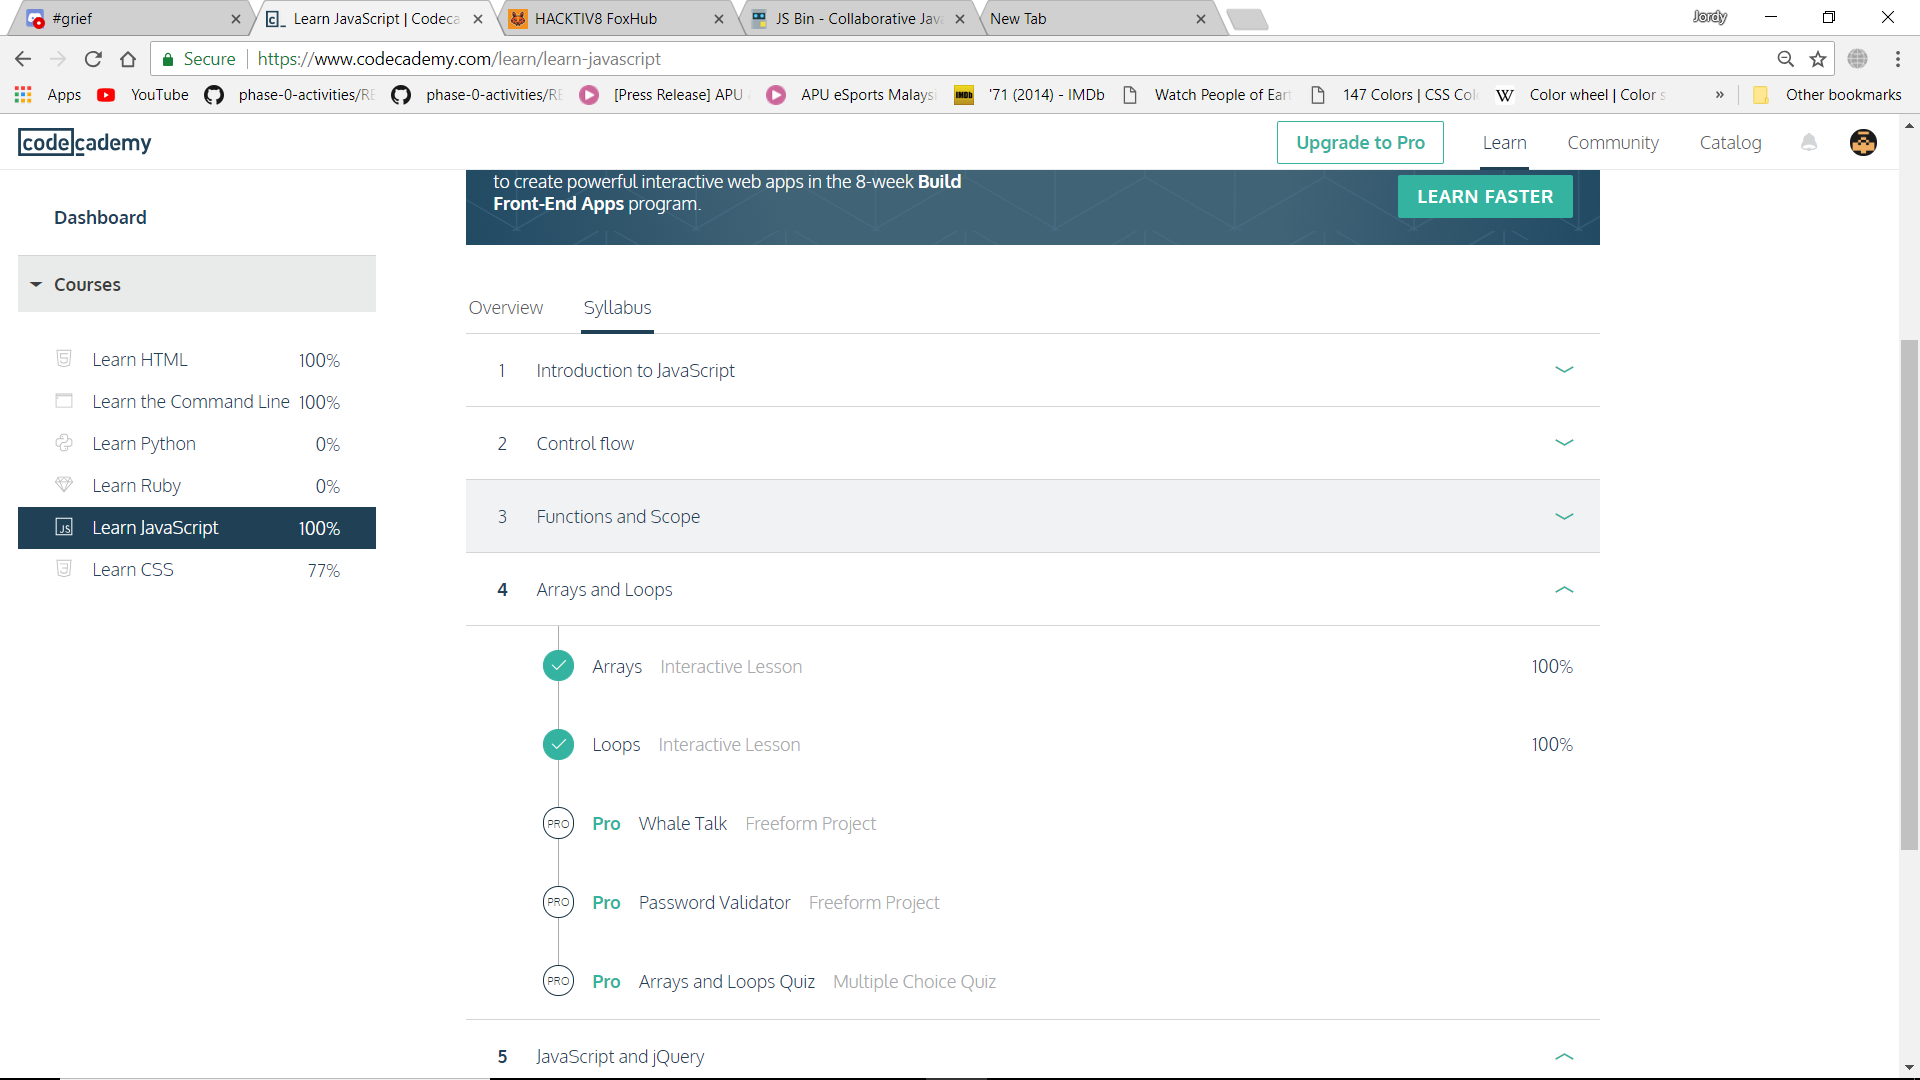 #grief
Learn JavaScript | Codeca
HACKTIV8 FoxHub
JS Bin - Collaborative Jav
New Tab
Jordy
Secure https://www.codecademy.com/learn/learn-javascript
Apps YouTube phase-0-activities/RE phase-0-activities/RE [Press Release] APU APU eSports Malaysi IMDb '71 (2014) - IMDb Watch People of Eart 147 Colors | CSS Col W Color wheel | Color s » Other bookmarks
codecademy Upgrade to Pro Learn Community Catalog
to create powerful interactive web apps in the 8-week Build
Front-End Apps program.
LEARN FASTER
Dashboard
Courses
Learn HTML 100%
Learn the Command Line 100%
Learn Python 0%
Learn Ruby 0%
JS Learn JavaScript 100%
Learn CSS 77%
Overview Syllabus
1 Introduction to JavaScript
2 Control flow
3 Functions and Scope
4 Arrays and Loops
Arrays Interactive Lesson 100%
Loops Interactive Lesson 100%
PRO Pro Whale Talk Freeform Project
PRO Pro Password Validator Freeform Project
PRO Pro Arrays and Loops Quiz Multiple Choice Quiz
5 JavaScript and jQuery